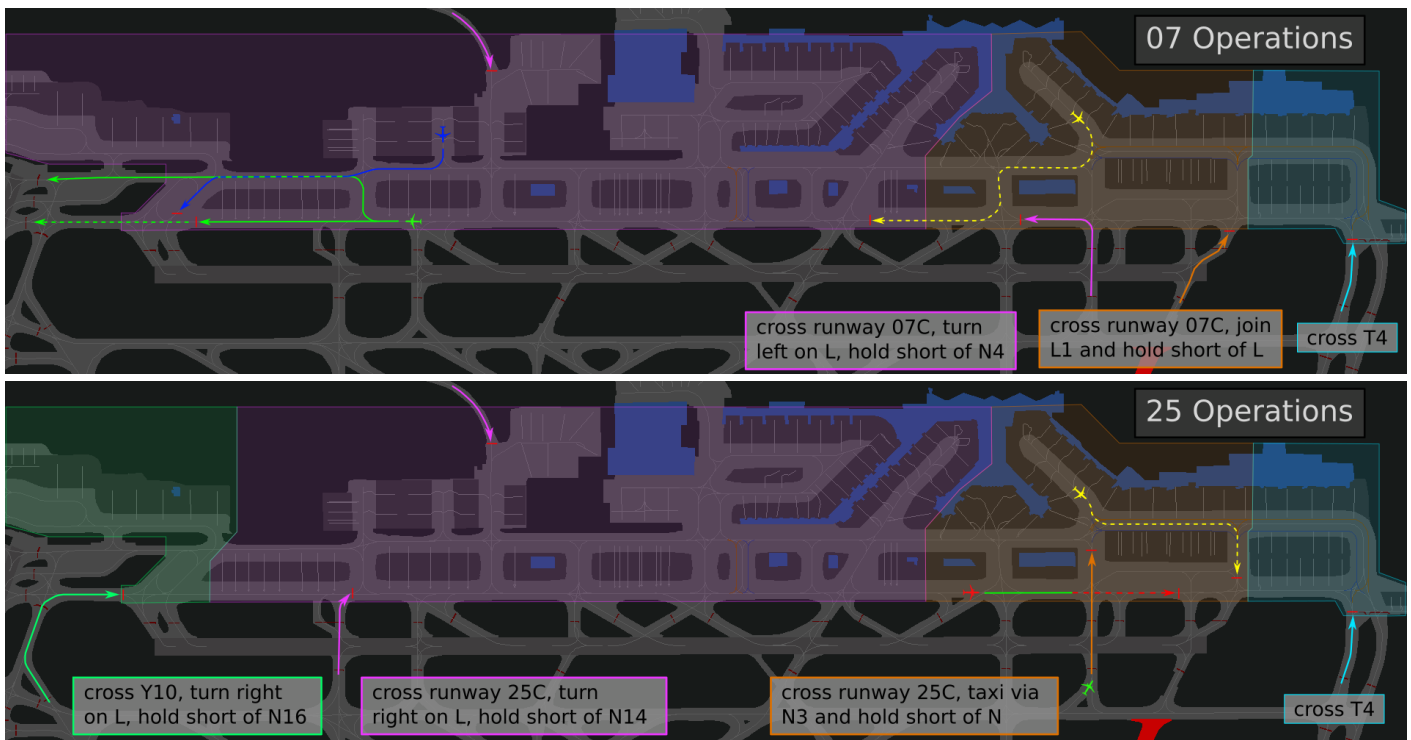 07 Operations
cross runway 07C, turn
left on L, hold short of N4
cross runway 07C, join
L1 and hold short of L
cross T4
25 Operations
cross Y10, turn right
on L, hold short of N16
cross runway 25C, turn
right on L, hold short of N14
cross runway 25C, taxi via
N3 and hold short of N
cross T4